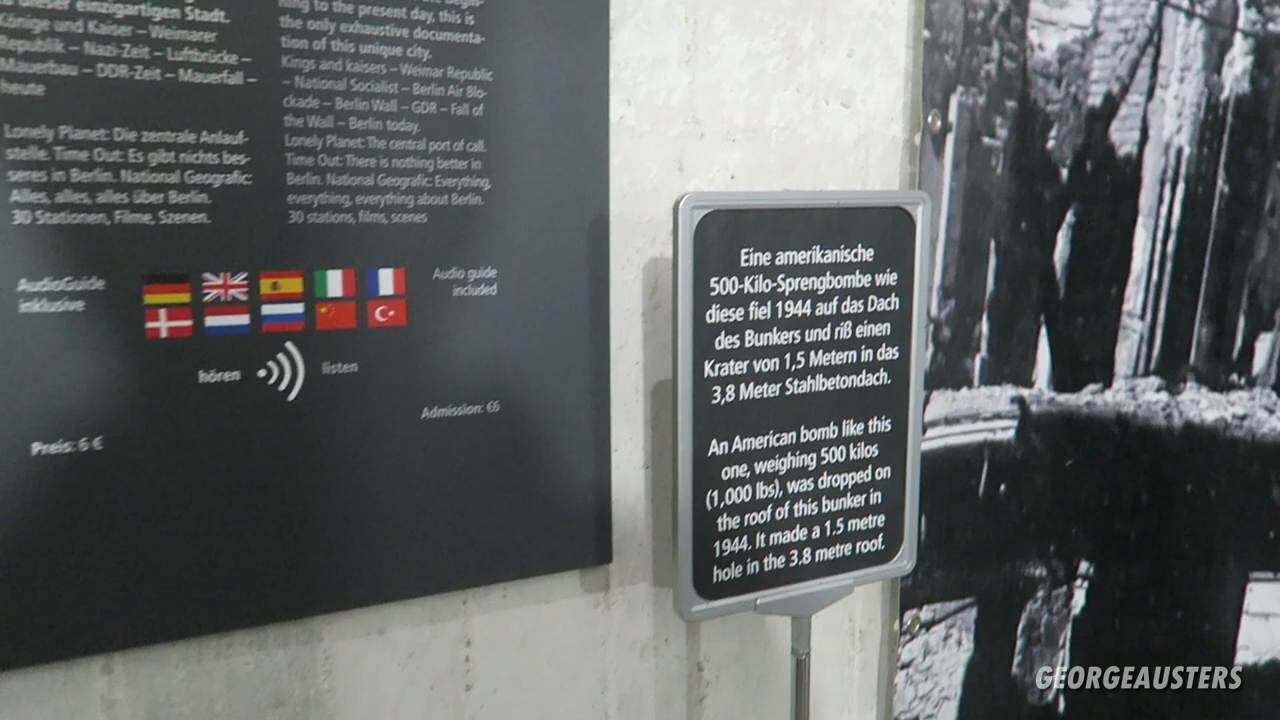 dieser einzigartigen Stadt.
Könige und Kaiser – Weimarer
Republik – Nazi-Zeit – Luftbrücke –
Mauerbau – DDR-Zeit – Mauerfall –
heute
Lonely Planet: Die zentrale Anlauf-
stelle. Time Out: Es gibt nichts bes-
seres in Berlin. National Geografic:
Alles, alles, alles über Berlin.
30 Stationen, Filme, Szenen.
ning to the present day, this is
the only exhaustive documenta-
tion of this unique city.
Kings and kaisers – Weimar Republic
– National Socialist – Berlin Air Blo-
ckade – Berlin Wall – GDR – Fall of
the Wall – Berlin today.
Lonely Planet: The central port of call.
Time Out: There is nothing better in
Berlin. National Geografic: Everything,
everything, everything about Berlin.
30 stations, films, scenes
AudioGuide
inklusive
Audio guide
included
hören
listen
Admission: €6
Preis: 6 €
Eine amerikanische
500-Kilo-Sprengbombe wie
diese fiel 1944 auf das Dach
des Bunkers und riß einen
Krater von 1,5 Metern in das
3,8 Meter Stahlbetondach.
An American bomb like this
one, weighing 500 kilos
(1,000 lbs), was dropped on
the roof of this bunker in
1944. It made a 1.5 metre
hole in the 3.8 metre roof.
GEORGEAUSTERS